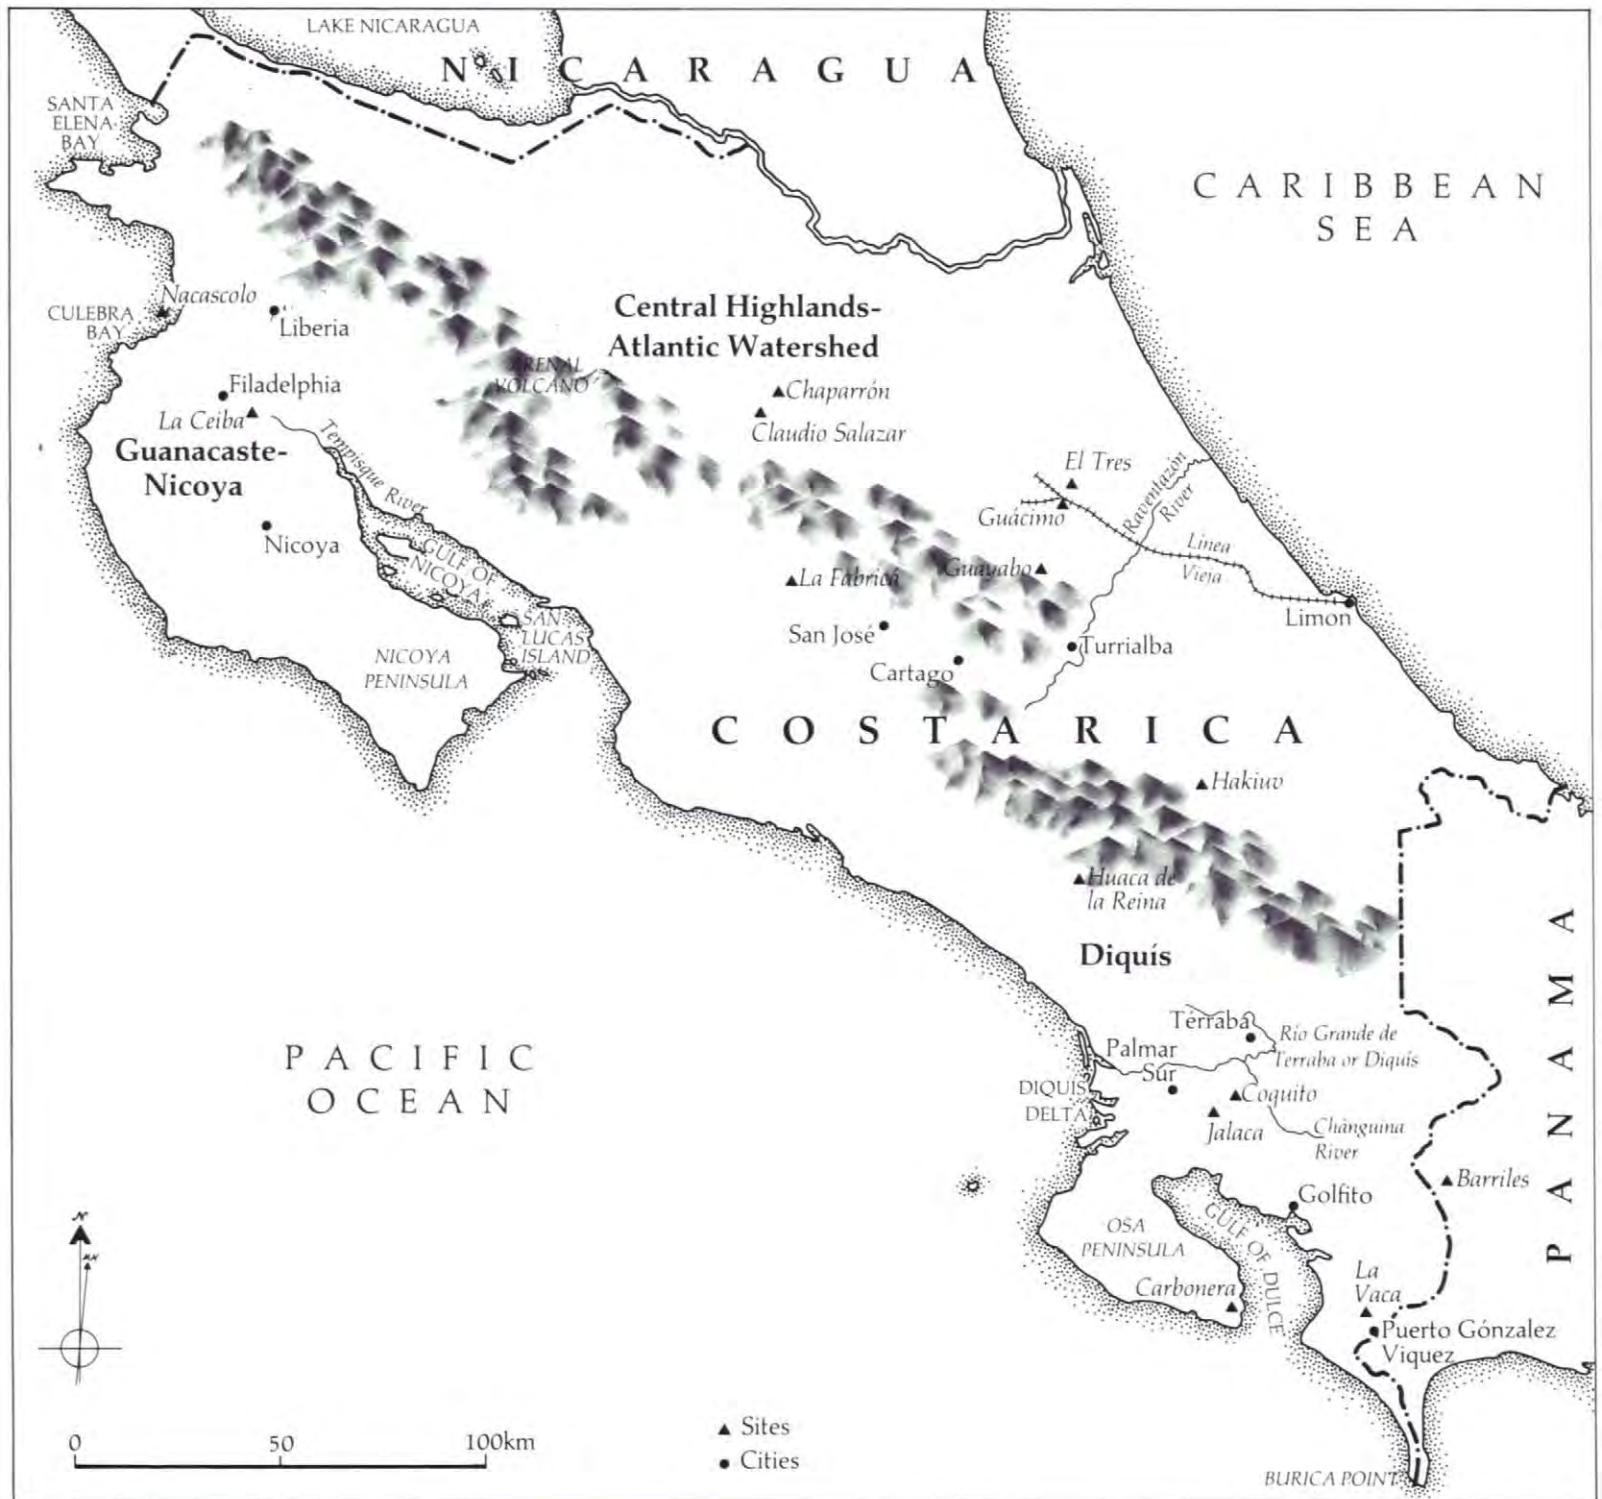 LAKE NICARAGUA
NICARAGUA
SANTA
ELENA
BAY
CARIBBEAN
SEA
Nacascolo
CULEBRA
BAY
Liberia
Central Highlands-
Atlantic Watershed
ARENAL
VOLCANO
Filadelphia
La Ceiba
Chaparrón
Claudio Salazar
Guanacaste-
Nicoya
Tempisque River
El Tres
Guácimo
Raventazón
River
Linea
Vieja
Nicoya
GULF OF
NICOYA
La Fabrica
Guayabo
Limon
SAN
LUCAS
ISLAND
San José
Turrialba
Cartago
NICOYA
PENINSULA
COSTA RICA
Hakiuv
Huaca de
la Reina
Diquís
PANAMA
PACIFIC
OCEAN
Térraba
Río Grande de
Terraba or Diquís
Palmar
Sur
DIQUIS
DELTA
Coquito
Jalaca
Chánguina
River
Barriles
Golfito
GULF OF DULCE
OSA
PENINSULA
Carbonera
La
Vaca
Puerto Gónzalez
Viquez
N
MN
0 50 100km
Sites
Cities
BURICA POINT